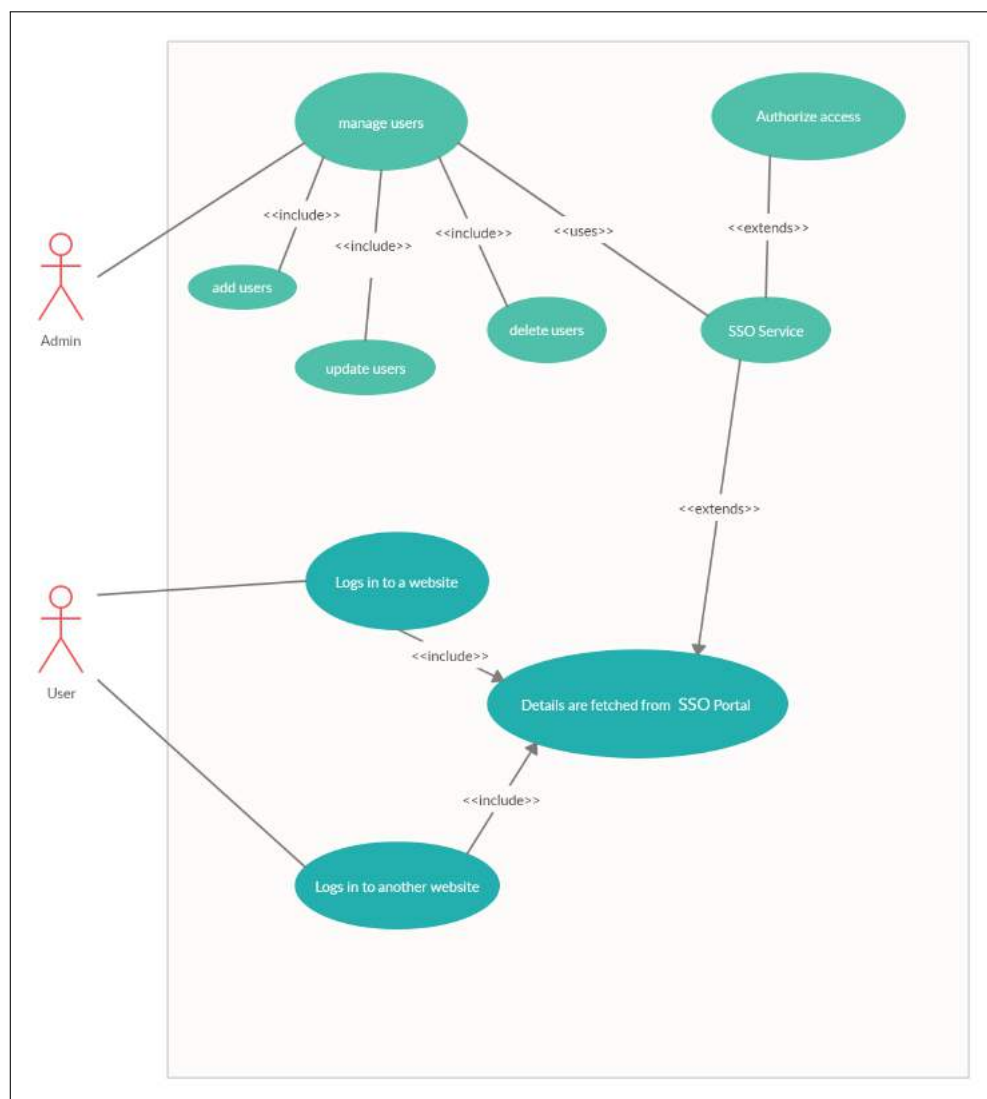 manage users
Authorize access
<<include>>
<<include>>
<<include>>
<<uses>>
<<extends>>
add users
update users
delete users
SSO Service
Admin
<<extends>>
Logs in to a website
<<include>>
User
Details are fetched from SSO Portal
<<include>>
Logs in to another website